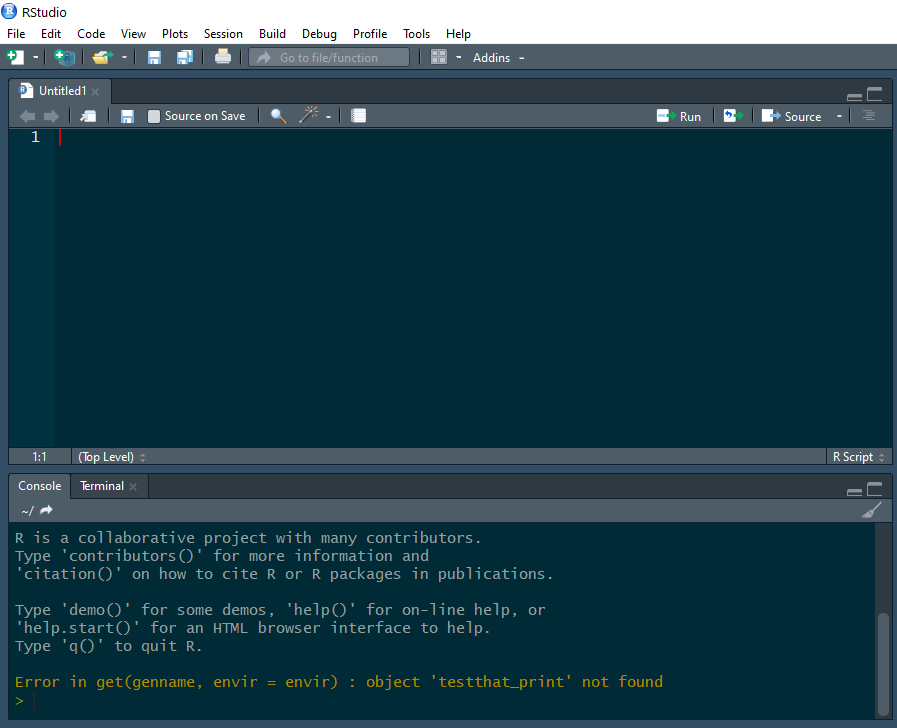 RStudio
File Edit Code View Plots Session Build Debug Profile Tools Help
Go to file/function Addins
Untitled1
Source on Save Run Source
1
1:1 (Top Level) R Script
Console Terminal
~/
R is a collaborative project with many contributors.
Type 'contributors()' for more information and
'citation()' on how to cite R or R packages in publications.
Type 'demo()' for some demos, 'help()' for on-line help, or
'help.start()' for an HTML browser interface to help.
Type 'q()' to quit R.
Error in get(genname, envir = envir) : object 'testthat_print' not found
>